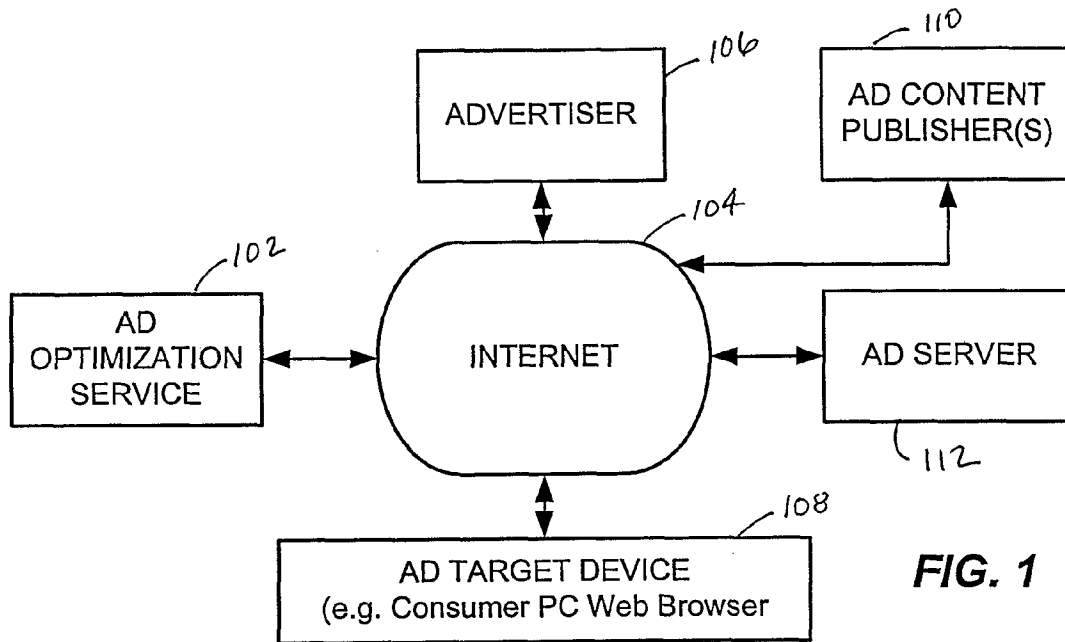 110
106
ADVERTISER
AD CONTENT
PUBLISHER(S)
104
102
AD
OPTIMIZATION
SERVICE
INTERNET
AD SERVER
112
108
AD TARGET DEVICE
(e.g. Consumer PC Web Browser
FIG. 1